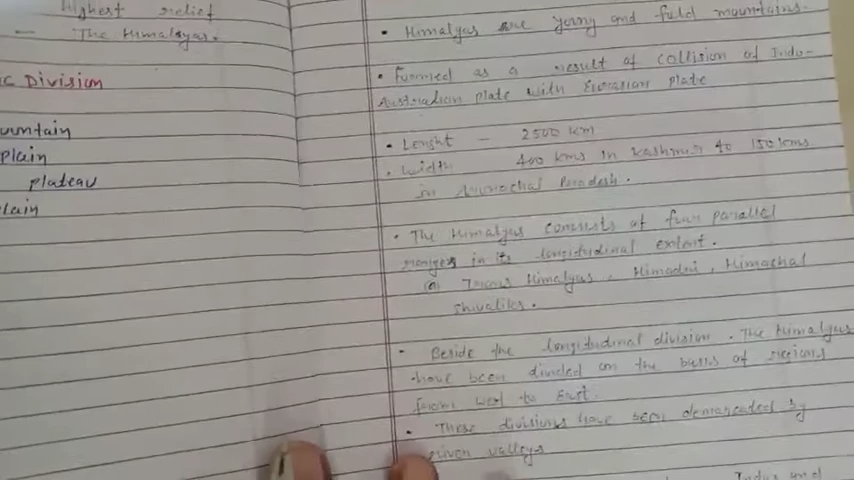 highest relief
— The Himalayas.
c Division
untain
plain
plateau
lain
• Himalyas are young and fold mountains.
• Formed as a result of collision of Indo-
Australian plate with Eurasian plate
• Lenght — 2500 km
• Width 400 kms in Kashmir to 150 kms
in Arunachal Pradesh.
• The Himalyas consists of four parallel
ranges in its longitudinal extent.
Trans Himalyas, Himadri, Himachal
Shivaliks.
• Beside the longitudinal division. The Himalyas
have been divided on the basis of regions
from west to East.
• These divisions have been demarcated by
river valleys
Indus and